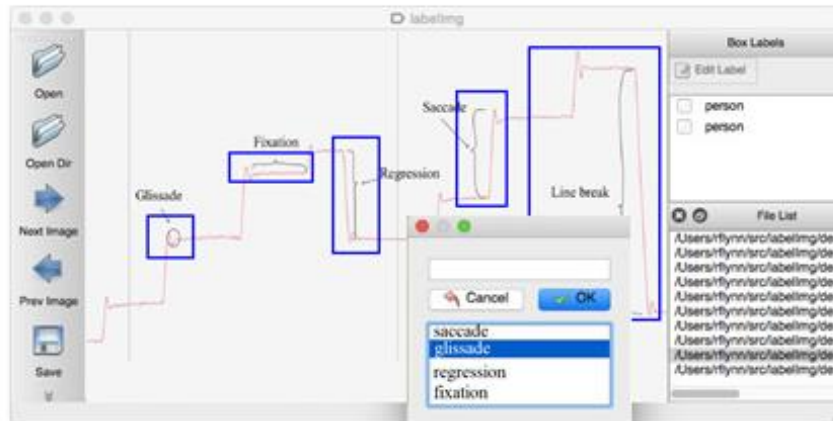 labelImg
Open
Open Dir
Next Image
Prev Image
Save
Glissade
Fixation
Regression
Saccade
Line break
Cancel
OK
saccade
glissade
regression
fixation
Box Labels
Edit Label
person
person
File List
/Users/rflynn/src/labelImg/de
/Users/rflynn/src/labelImg/de
/Users/rflynn/src/labelImg/de
/Users/rflynn/src/labelImg/de
/Users/rflynn/src/labelImg/de
/Users/rflynn/src/labelImg/de
/Users/rflynn/src/labelImg/de
/Users/rflynn/src/labelImg/de
/Users/rflynn/src/labelImg/de
/Users/rflynn/src/labelImg/de